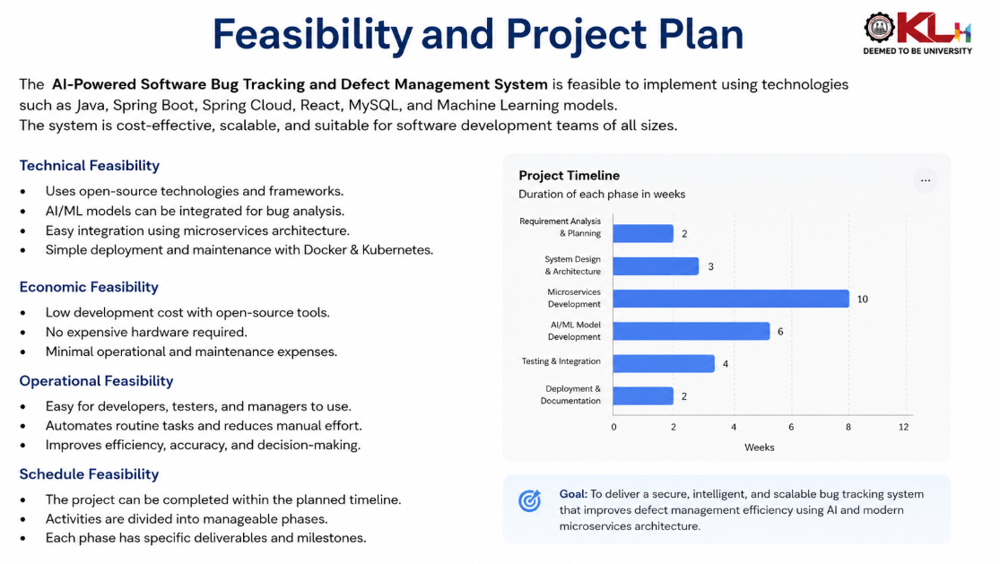 Feasibility and Project Plan
KLH
DEEMED TO BE UNIVERSITY
The AI-Powered Software Bug Tracking and Defect Management System is feasible to implement using technologies
such as Java, Spring Boot, Spring Cloud, React, MySQL, and Machine Learning models.
The system is cost-effective, scalable, and suitable for software development teams of all sizes.
Technical Feasibility
• Uses open-source technologies and frameworks.
• AI/ML models can be integrated for bug analysis.
• Easy integration using microservices architecture.
• Simple deployment and maintenance with Docker & Kubernetes.
Economic Feasibility
• Low development cost with open-source tools.
• No expensive hardware required.
• Minimal operational and maintenance expenses.
Operational Feasibility
• Easy for developers, testers, and managers to use.
• Automates routine tasks and reduces manual effort.
• Improves efficiency, accuracy, and decision-making.
Schedule Feasibility
• The project can be completed within the planned timeline.
• Activities are divided into manageable phases.
• Each phase has specific deliverables and milestones.
Project Timeline
...
Duration of each phase in weeks
Requirement Analysis
& Planning
2
System Design
& Architecture
3
Microservices
Development
10
AI/ML Model
Development
6
Testing & Integration
4
Deployment &
Documentation
2
0 2 4 6 8 12
Weeks
Goal: To deliver a secure, intelligent, and scalable bug tracking system
that improves defect management efficiency using AI and modern
microservices architecture.